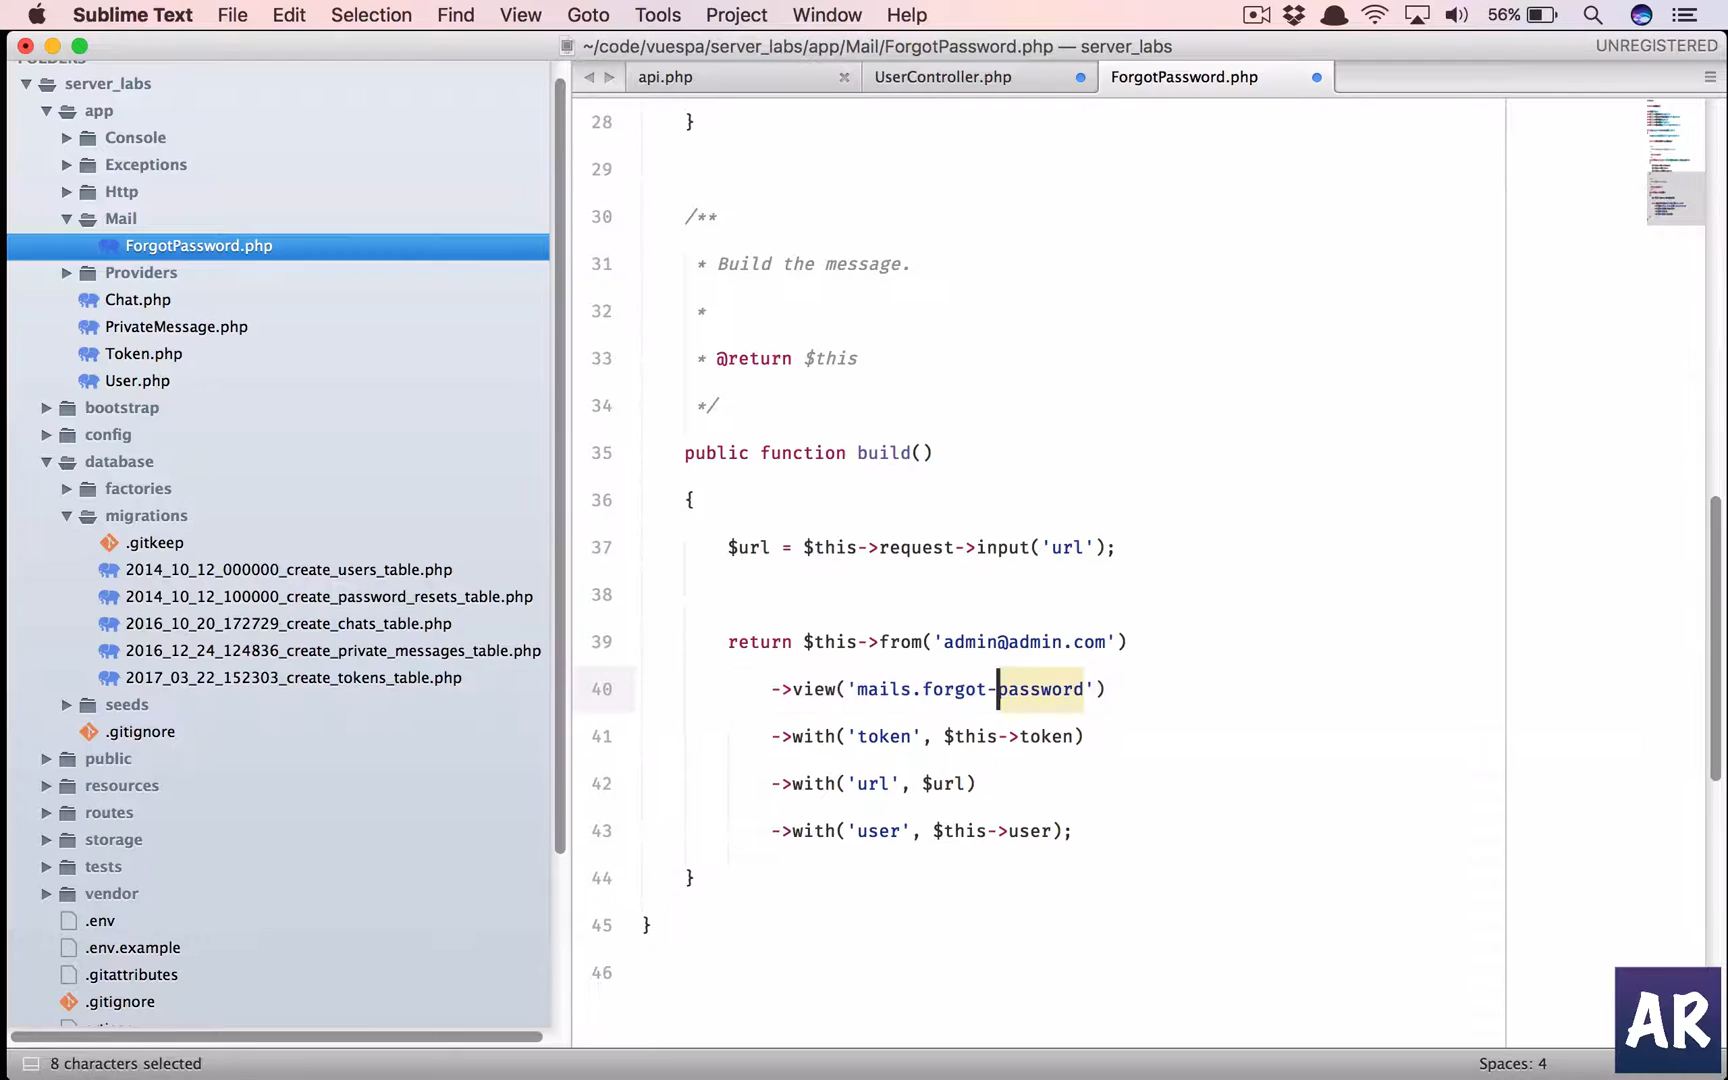 Sublime Text File Edit Selection Find View Goto Tools Project Window Help 56%
~/code/vuespa/server_labs/app/Mail/ForgotPassword.php — server_labs UNREGISTERED
api.php UserController.php ForgotPassword.php
server_labs
app
Console
Exceptions
Http
Mail
ForgotPassword.php
Providers
Chat.php
PrivateMessage.php
Token.php
User.php
bootstrap
config
database
factories
migrations
.gitkeep
2014_10_12_000000_create_users_table.php
2014_10_12_100000_create_password_resets_table.php
2016_10_20_172729_create_chats_table.php
2016_12_24_124836_create_private_messages_table.php
2017_03_22_152303_create_tokens_table.php
seeds
.gitignore
public
resources
routes
storage
tests
vendor
.env
.env.example
.gitattributes
.gitignore
28 }
29
30 /**
31 * Build the message.
32 *
33 * @return $this
34 */
35 public function build()
36 {
37 $url = $this->request->input('url');
38
39 return $this->from('admin@admin.com')
40 ->view('mails.forgot-password')
41 ->with('token', $this->token)
42 ->with('url', $url)
43 ->with('user', $this->user);
44 }
45 }
46
AR
8 characters selected Spaces: 4